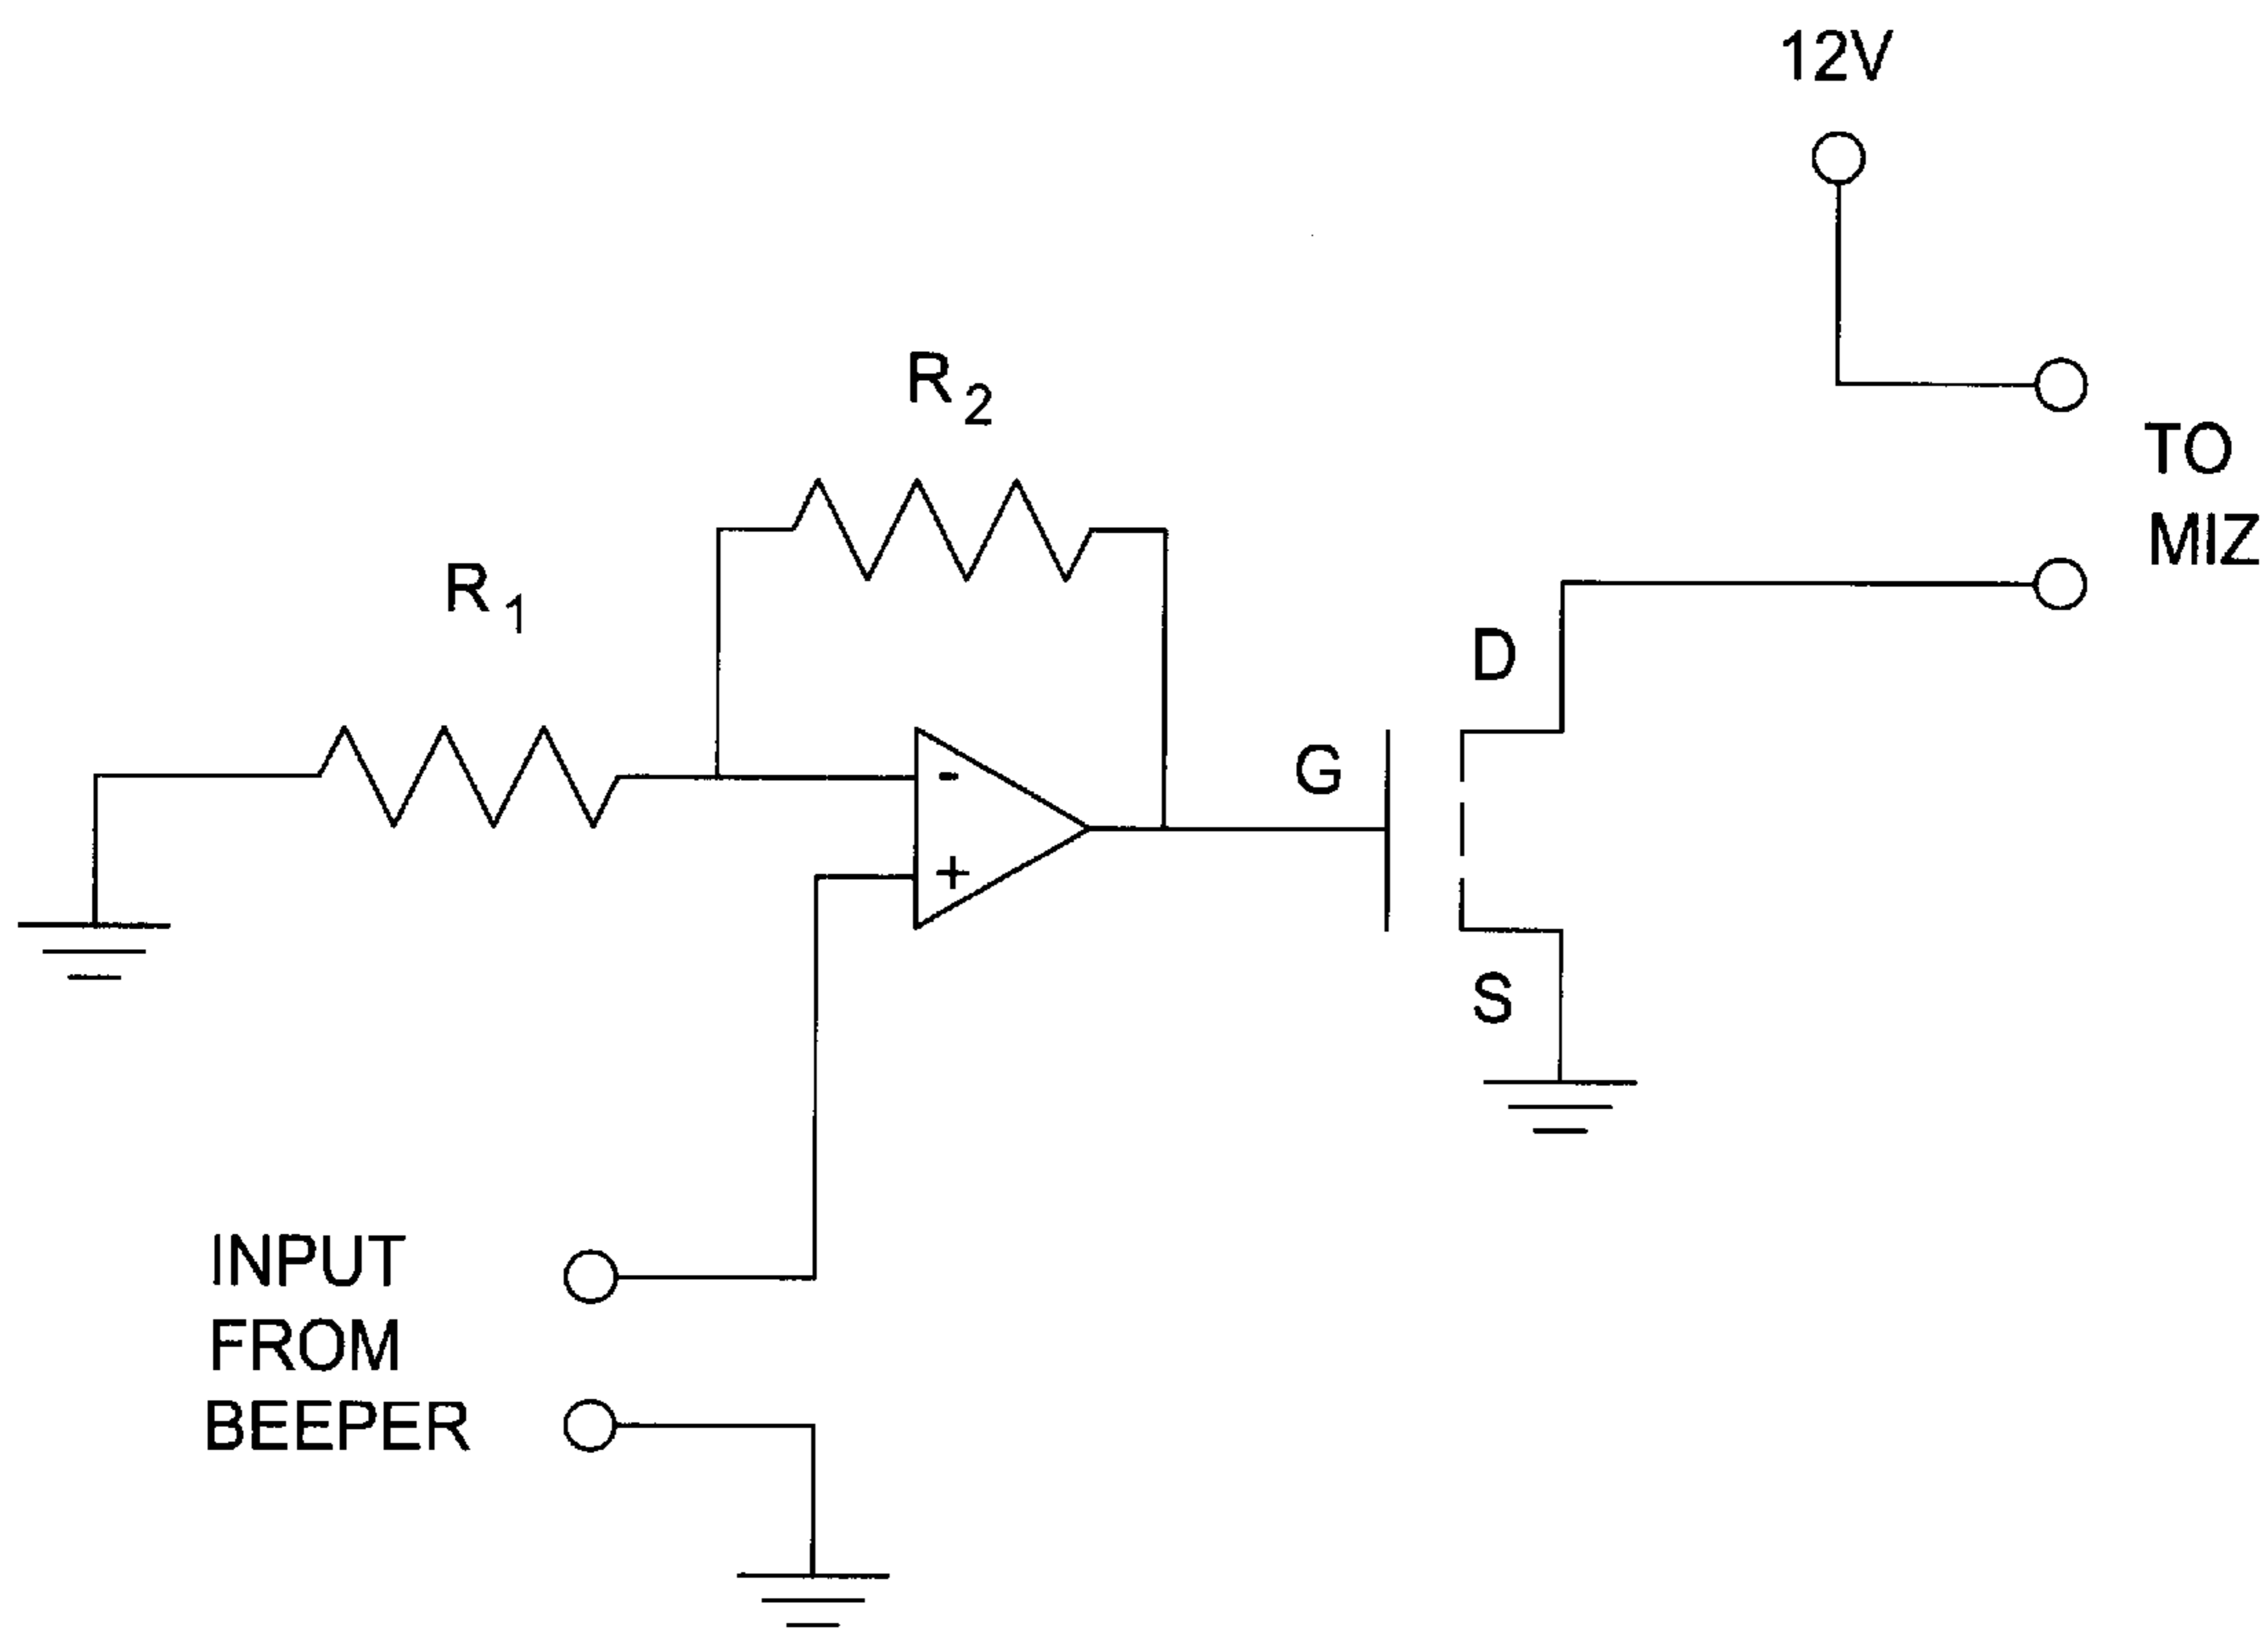 12V
R2
TO
MIZ
R1
D
G
-
+
S
INPUT
FROM
BEEPER